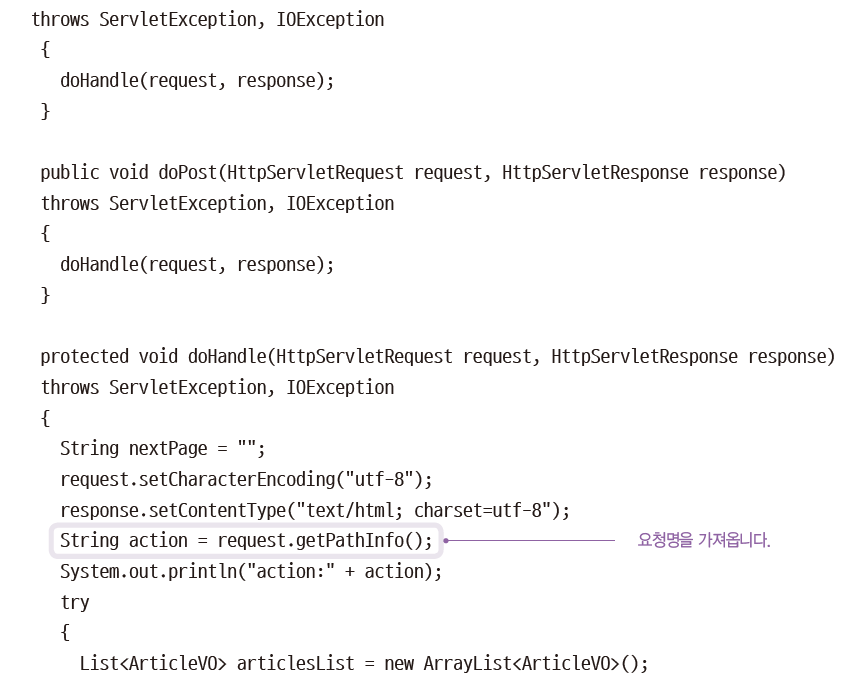 throws ServletException, IOException
{
doHandle(request, response);
}
public void doPost(HttpServletRequest request, HttpServletResponse response)
throws ServletException, IOException
{
doHandle(request, response);
}
protected void doHandle(HttpServletRequest request, HttpServletResponse response)
throws ServletException, IOException
{
String nextPage = "";
request.setCharacterEncoding("utf-8");
response.setContentType("text/html; charset=utf-8");
String action = request.getPathInfo(); 요청명을 가져옵니다.
System.out.println("action:" + action);
try
{
List<ArticleVO> articlesList = new ArrayList<ArticleVO>();